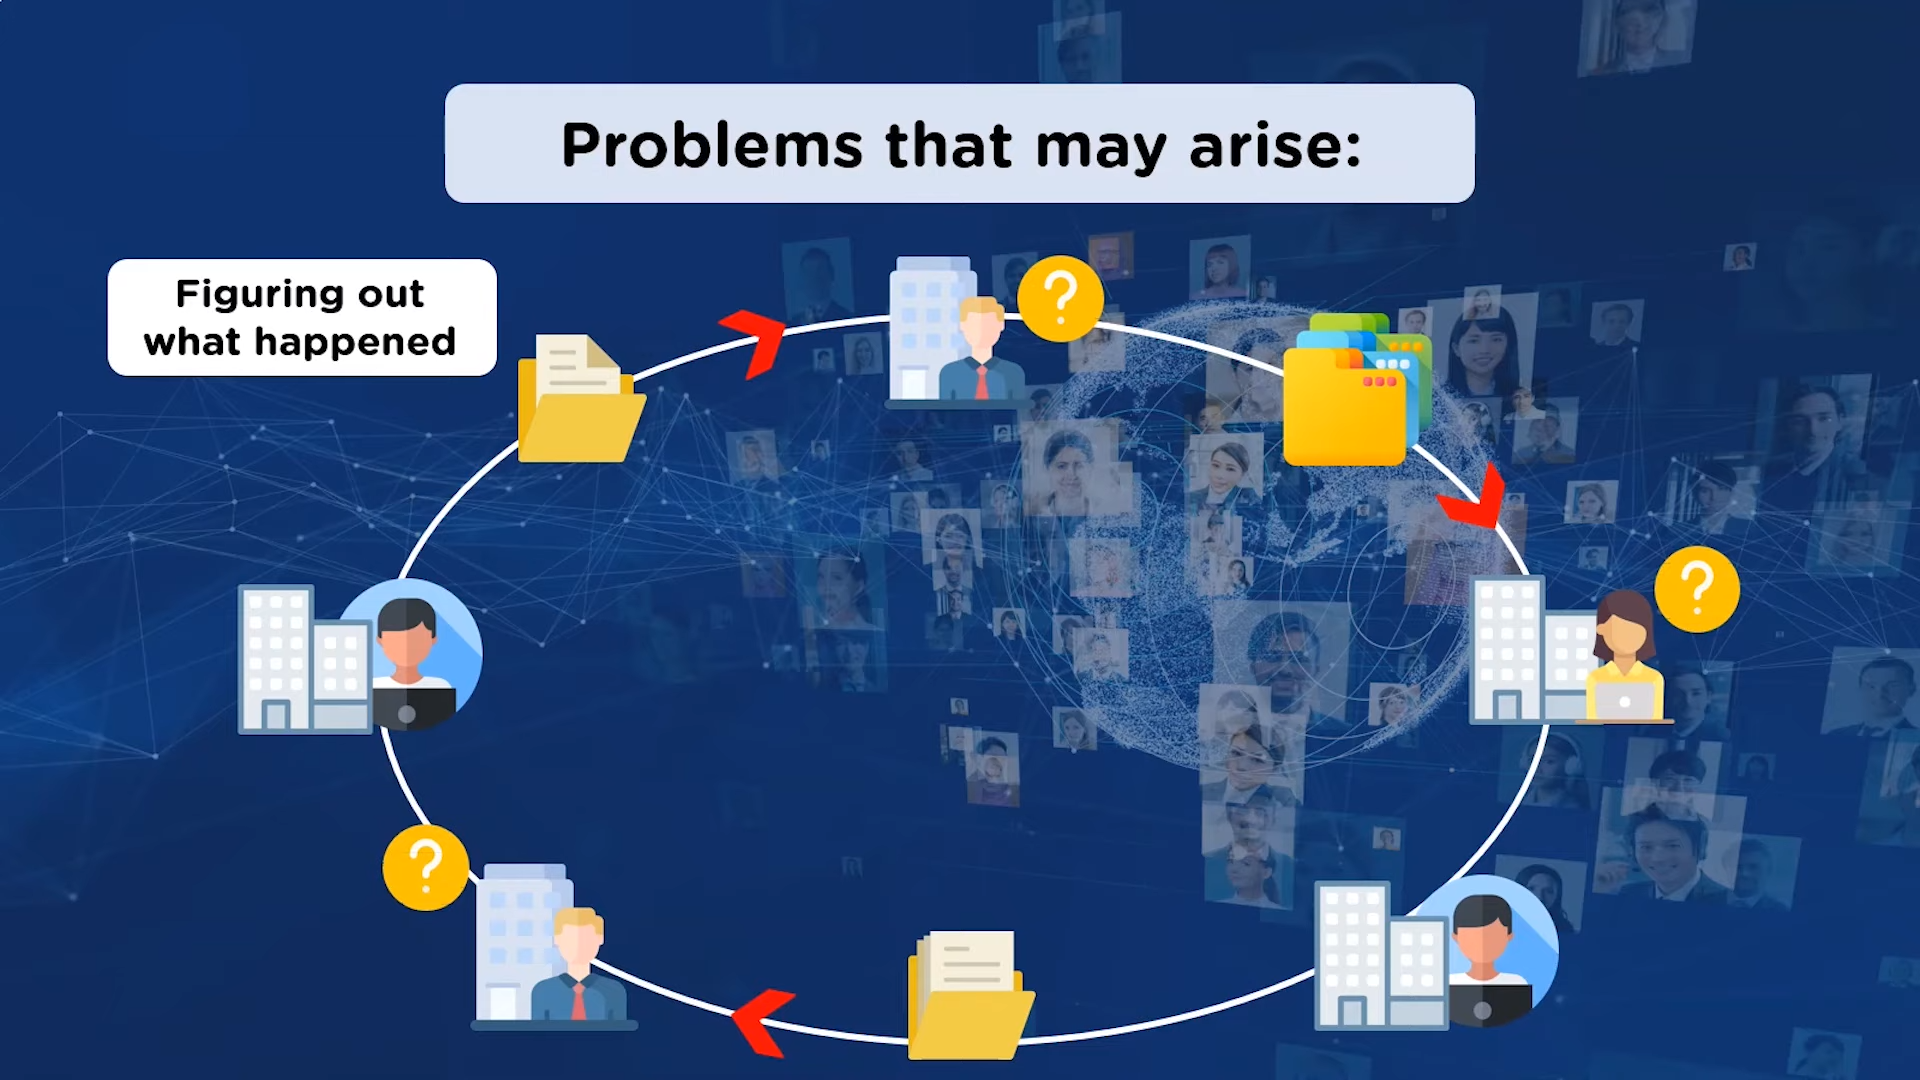 Problems that may arise:
Figuring out
what happened
?
?
?